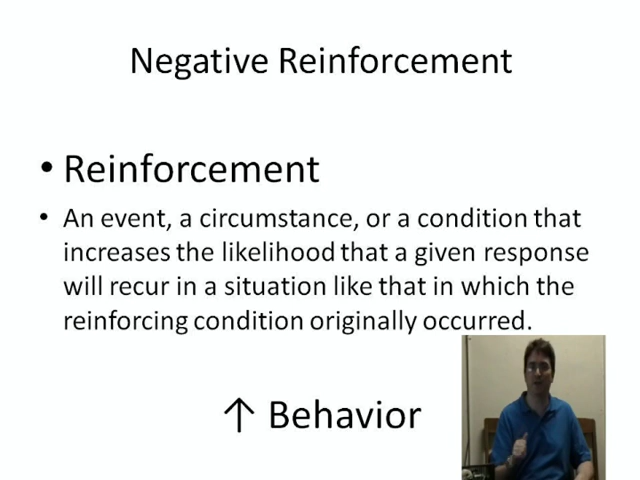 Negative Reinforcement
• Reinforcement
• An event, a circumstance, or a condition that
increases the likelihood that a given response
will recur in a situation like that in which the
reinforcing condition originally occurred.
↑ Behavior